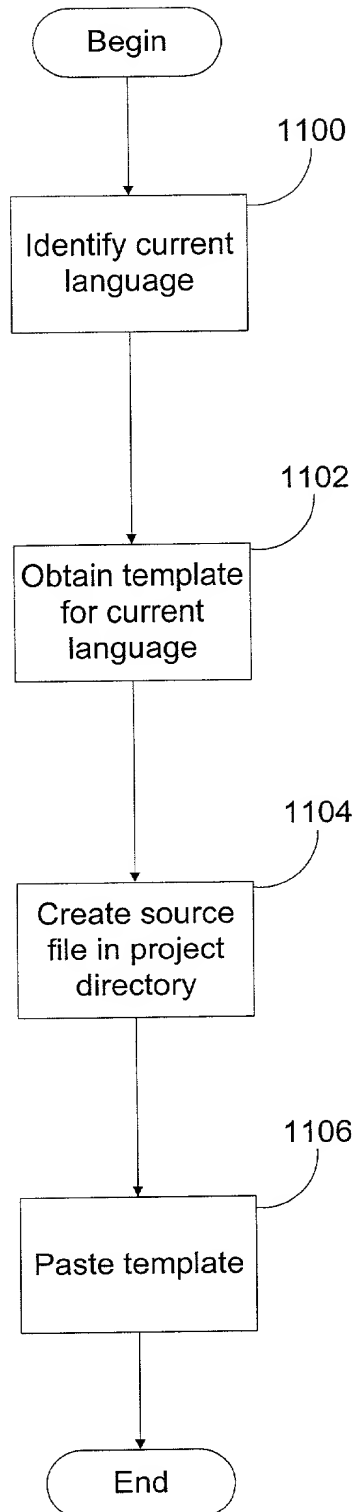 Begin
1100
Identify current
language
1102
Obtain template
for current
language
1104
Create source
file in project
directory
1106
Paste template
End